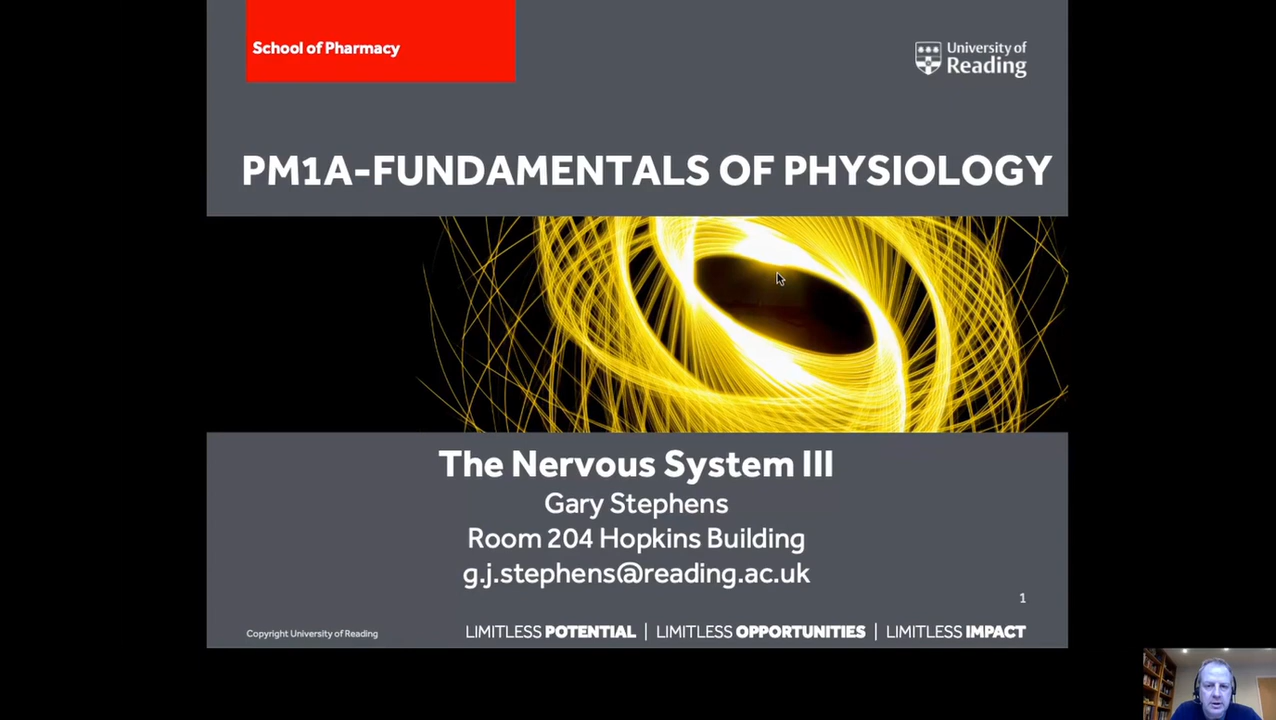 School of Pharmacy
University of
Reading
PM1A-FUNDAMENTALS OF PHYSIOLOGY
The Nervous System III
Gary Stephens
Room 204 Hopkins Building
g.j.stephens@reading.ac.uk
1
Copyright University of Reading
LIMITLESS POTENTIAL | LIMITLESS OPPORTUNITIES | LIMITLESS IMPACT